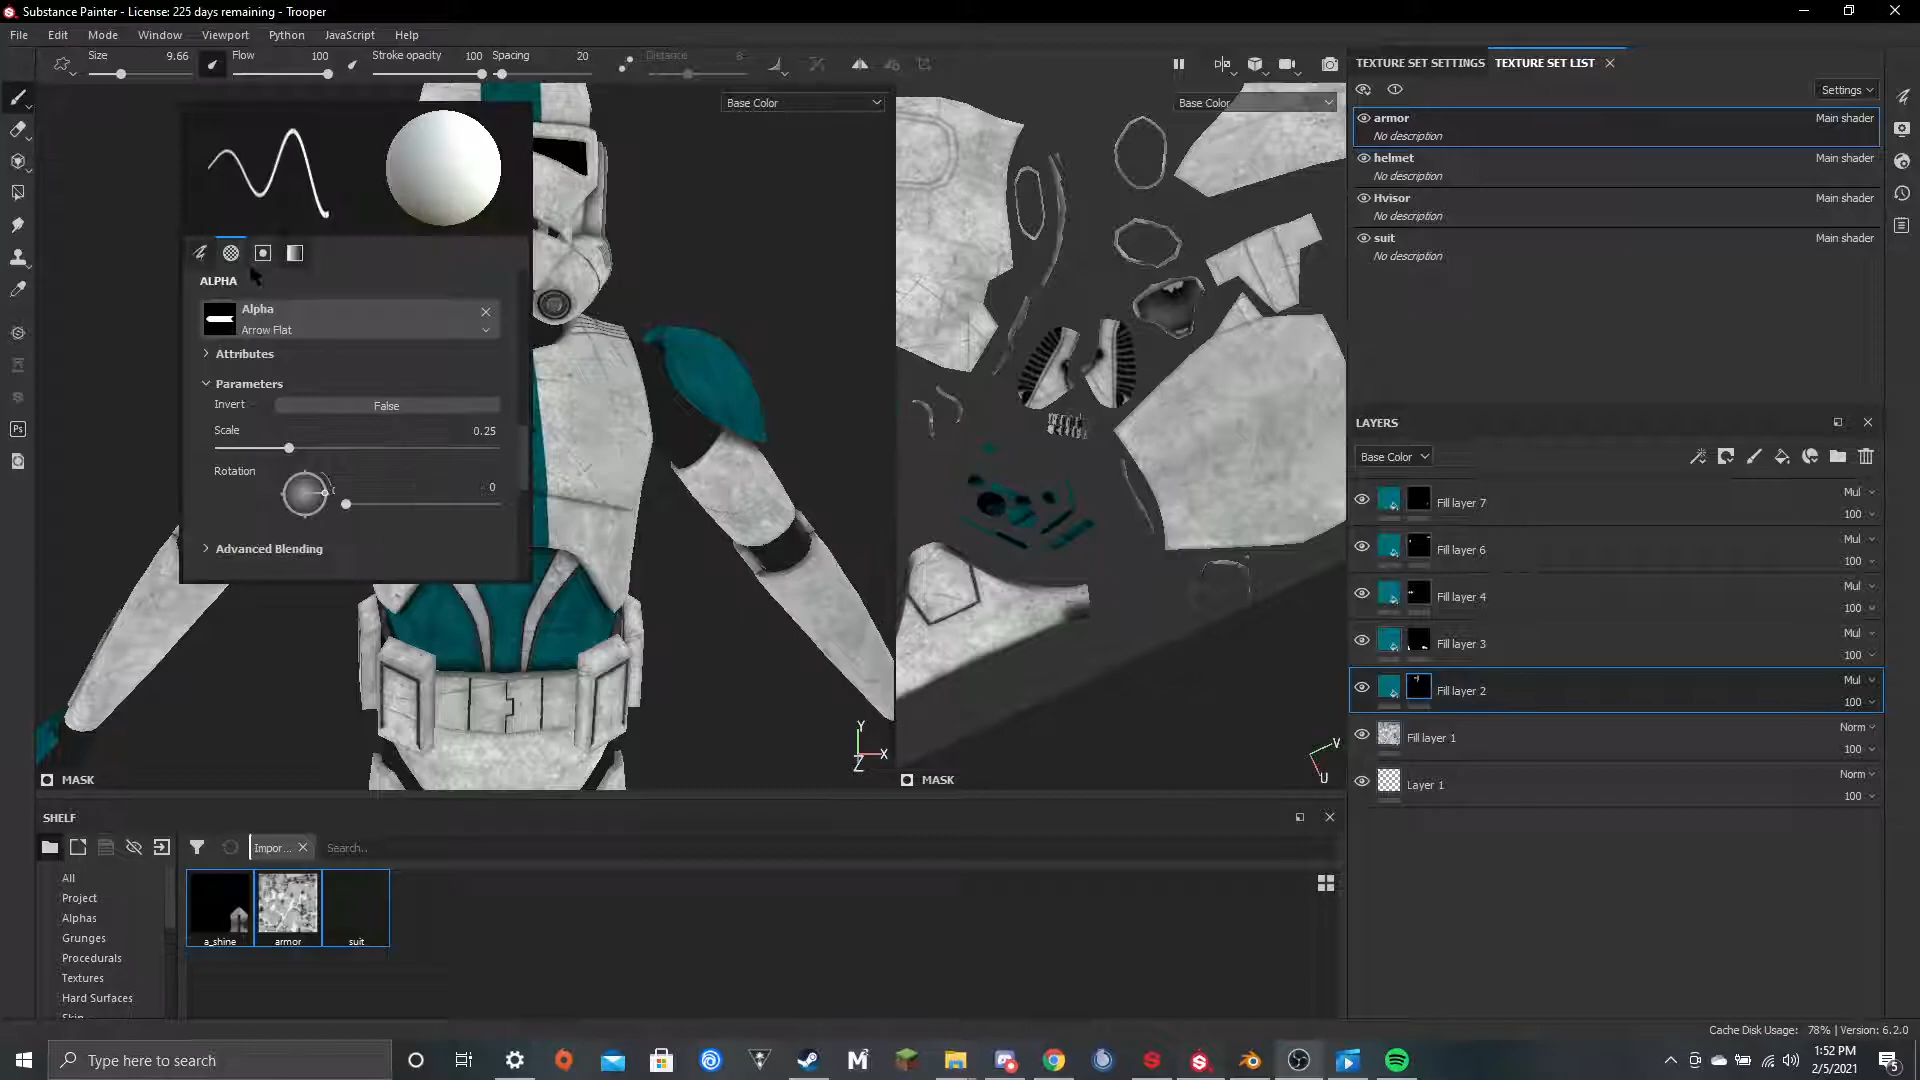 Substance Painter - License: 225 days remaining - Trooper
File Edit Mode Window Viewport Python JavaScript Help
Size 9.66 Flow 100 Stroke opacity 100 Spacing 20 Distance 8
Base Color
Base Color
ALPHA
Alpha
Arrow Flat
Attributes
Parameters
Invert False
Scale 0.25
Rotation
0
Advanced Blending
Y
X
Z
V
U
MASK
MASK
TEXTURE SET SETTINGS TEXTURE SET LIST
Settings
armor Main shader
No description
helmet Main shader
No description
Hvisor Main shader
No description
suit Main shader
No description
LAYERS
Base Color
Fill layer 7 Mul 100
Fill layer 6 Mul 100
Fill layer 4 Mul 100
Fill layer 3 Mul 100
Fill layer 2 Mul 100
Fill layer 1 Norm 100
Layer 1 Norm 100
SHELF
Impor... Search..
All
Project
Alphas
Grunges
Procedurals
Textures
Hard Surfaces
Skin
a_shine armor suit
Cache Disk Usage: 78% | Version: 6.2.0
Type here to search
Ps
1:52 PM
2/5/2021
5